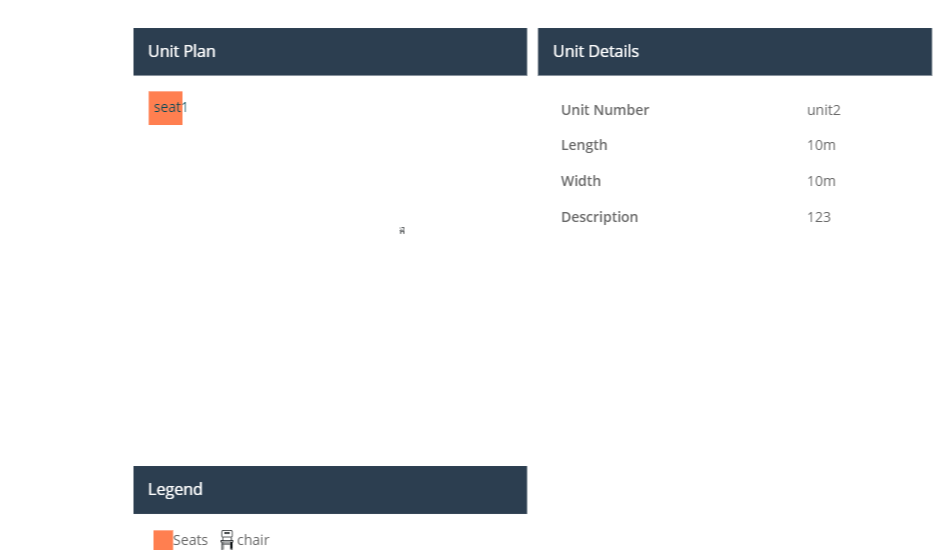 Unit Plan
seat1
Unit Details
Unit Number unit2
Length 10m
Width 10m
Description 123
Legend
Seats chair